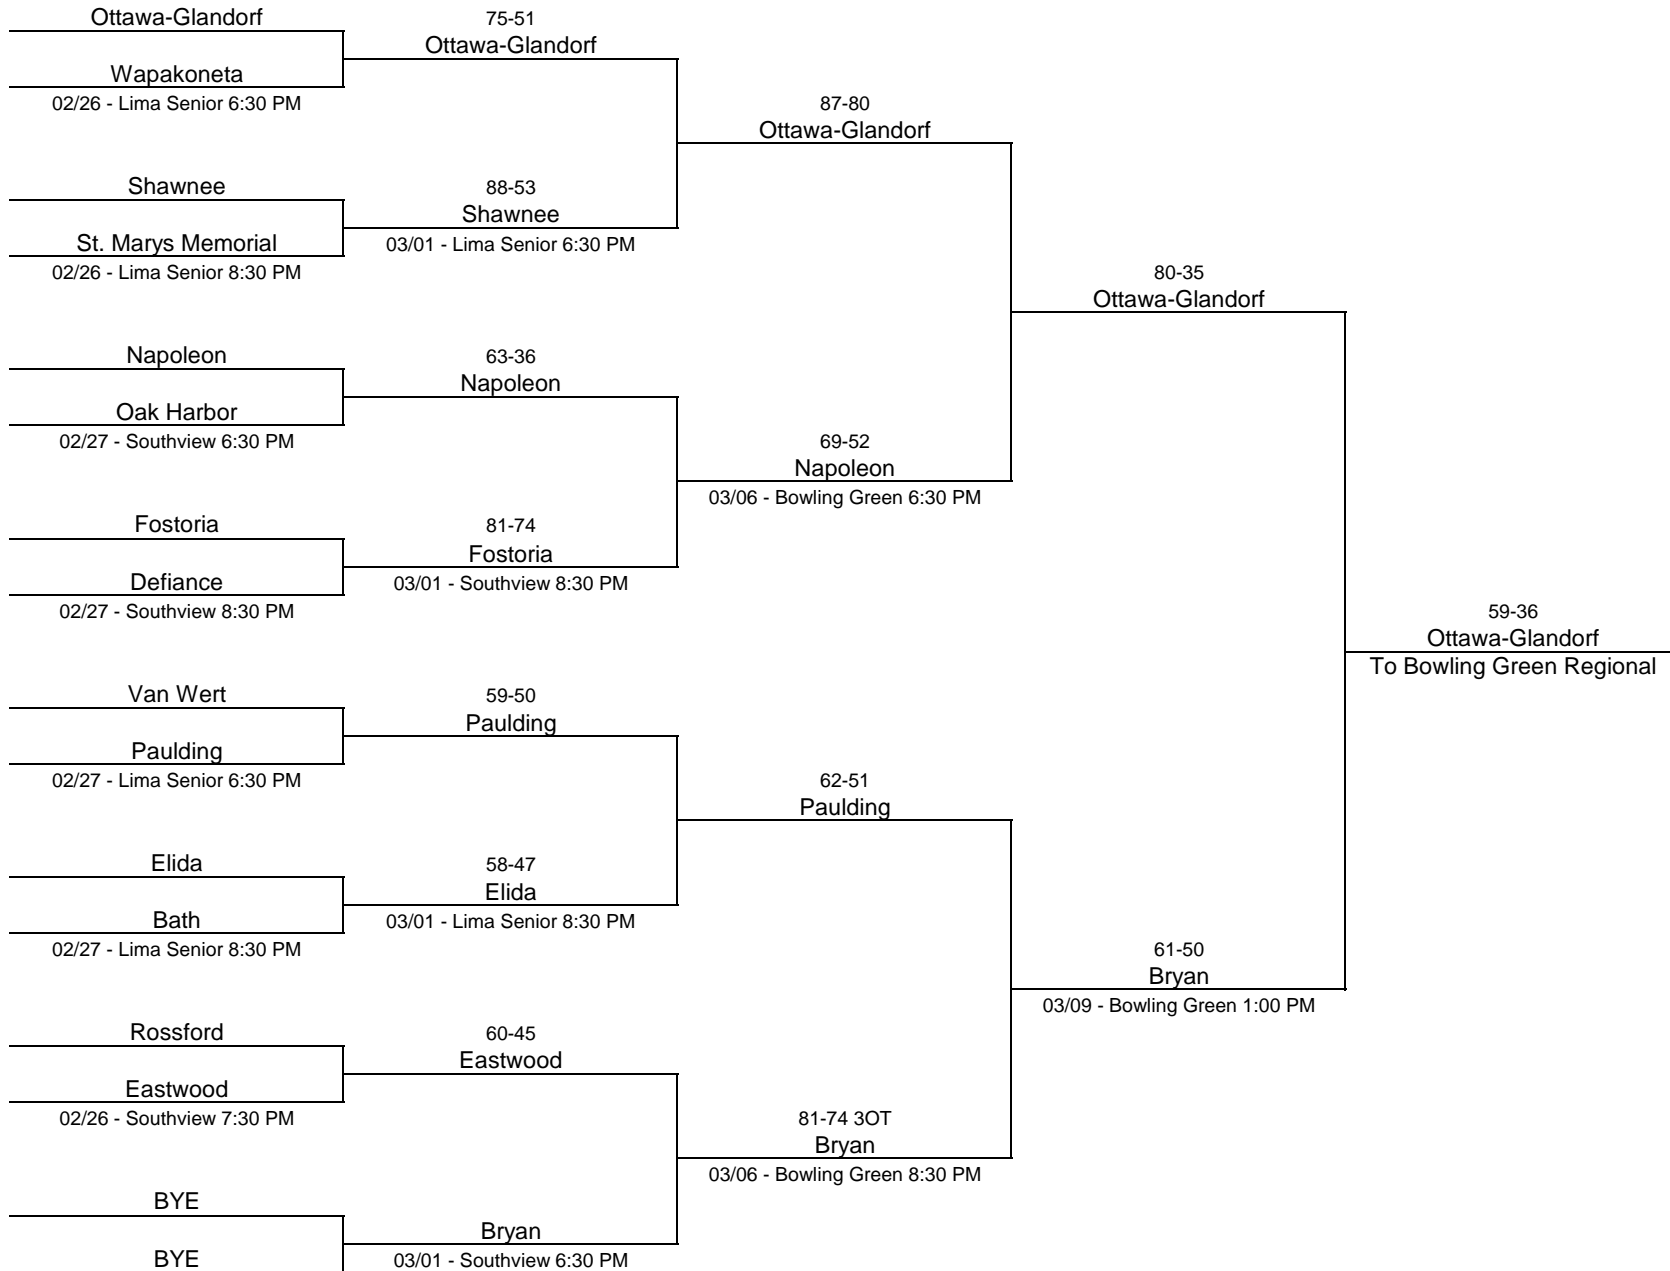 Ottawa-Glandorf
75-51
Ottawa-Glandorf
Wapakoneta
02/26 - Lima Senior 6:30 PM
87-80
Ottawa-Glandorf
Shawnee
88-53
Shawnee
St. Marys Memorial
03/01 - Lima Senior 6:30 PM
02/26 - Lima Senior 8:30 PM
80-35
Ottawa-Glandorf
Napoleon
63-36
Napoleon
Oak Harbor
02/27 - Southview 6:30 PM
69-52
Napoleon
03/06 - Bowling Green 6:30 PM
Fostoria
81-74
Fostoria
Defiance
03/01 - Southview 8:30 PM
02/27 - Southview 8:30 PM
59-36
Ottawa-Glandorf
To Bowling Green Regional
Van Wert
59-50
Paulding
Paulding
02/27 - Lima Senior 6:30 PM
62-51
Paulding
Elida
58-47
Elida
Bath
03/01 - Lima Senior 8:30 PM
02/27 - Lima Senior 8:30 PM
61-50
Bryan
03/09 - Bowling Green 1:00 PM
Rossford
60-45
Eastwood
Eastwood
02/26 - Southview 7:30 PM
81-74 3OT
Bryan
03/06 - Bowling Green 8:30 PM
BYE
Bryan
BYE
03/01 - Southview 6:30 PM